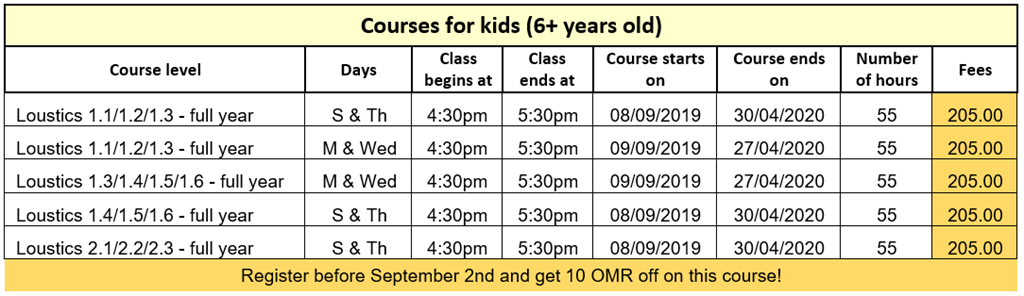 Courses for kids (6+ years old)
Course level Days Class begins at Class ends at Course starts on Course ends on Number of hours Fees
Loustics 1.1/1.2/1.3 - full year S & Th 4:30pm 5:30pm 08/09/2019 30/04/2020 55 205.00
Loustics 1.1/1.2/1.3 - full year M & Wed 4:30pm 5:30pm 09/09/2019 27/04/2020 55 205.00
Loustics 1.3/1.4/1.5/1.6 - full year M & Wed 4:30pm 5:30pm 09/09/2019 27/04/2020 55 205.00
Loustics 1.4/1.5/1.6 - full year S & Th 4:30pm 5:30pm 08/09/2019 30/04/2020 55 205.00
Loustics 2.1/2.2/2.3 - full year S & Th 4:30pm 5:30pm 08/09/2019 30/04/2020 55 205.00
Register before September 2nd and get 10 OMR off on this course!